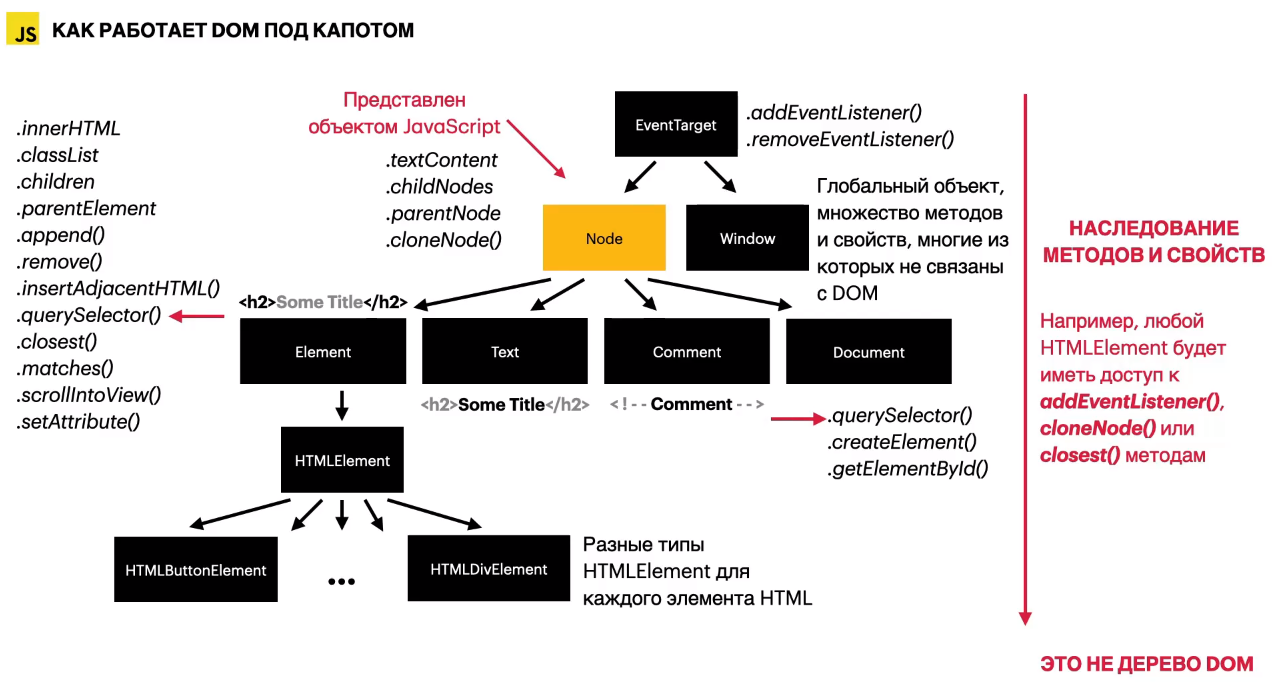 JS
КАК РАБОТАЕТ DOM ПОД КАПОТОМ
.innerHTML
.classList
.children
.parentElement
.append()
.remove()
.insertAdjacentHTML()
.querySelector()
.closest()
.matches()
.scrollIntoView()
.setAttribute()
Представлен
объектом JavaScript
.textContent
.childNodes
.parentNode
.cloneNode()
EventTarget
.addEventListener()
.removeEventListener()
Node
Window
Глобальный объект,
множество методов
и свойств, многие из
которых не связаны
с DOM
<h2>Some Title</h2>
Element
Text
Comment
Document
<h2>Some Title</h2>
<!--Comment-->
.querySelector()
.createElement()
.getElementById()
HTMLElement
HTMLButtonElement
...
HTMLDivElement
Разные типы
HTMLElement для
каждого элемента HTML
НАСЛЕДОВАНИЕ
МЕТОДОВ И СВОЙСТВ
Например, любой
HTMLElement будет
иметь доступ к
addEventListener(),
cloneNode() или
closest() методам
ЭТО НЕ ДЕРЕВО DOM